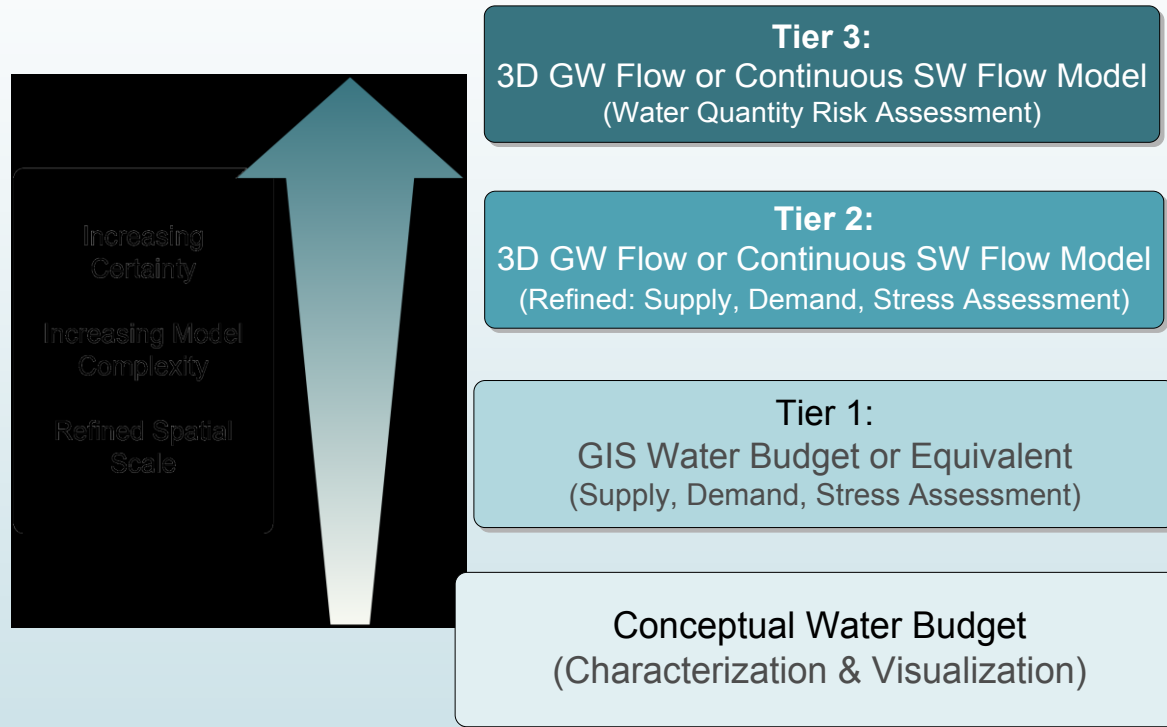 Tier 3:
3D GW Flow or Continuous SW Flow Model
(Water Quantity Risk Assessment)
Increasing
Certainty
Increasing Model
Complexity
Refined Spatial
Scale
Tier 2:
3D GW Flow or Continuous SW Flow Model
(Refined: Supply, Demand, Stress Assessment)
Tier 1:
GIS Water Budget or Equivalent
(Supply, Demand, Stress Assessment)
Conceptual Water Budget
(Characterization & Visualization)